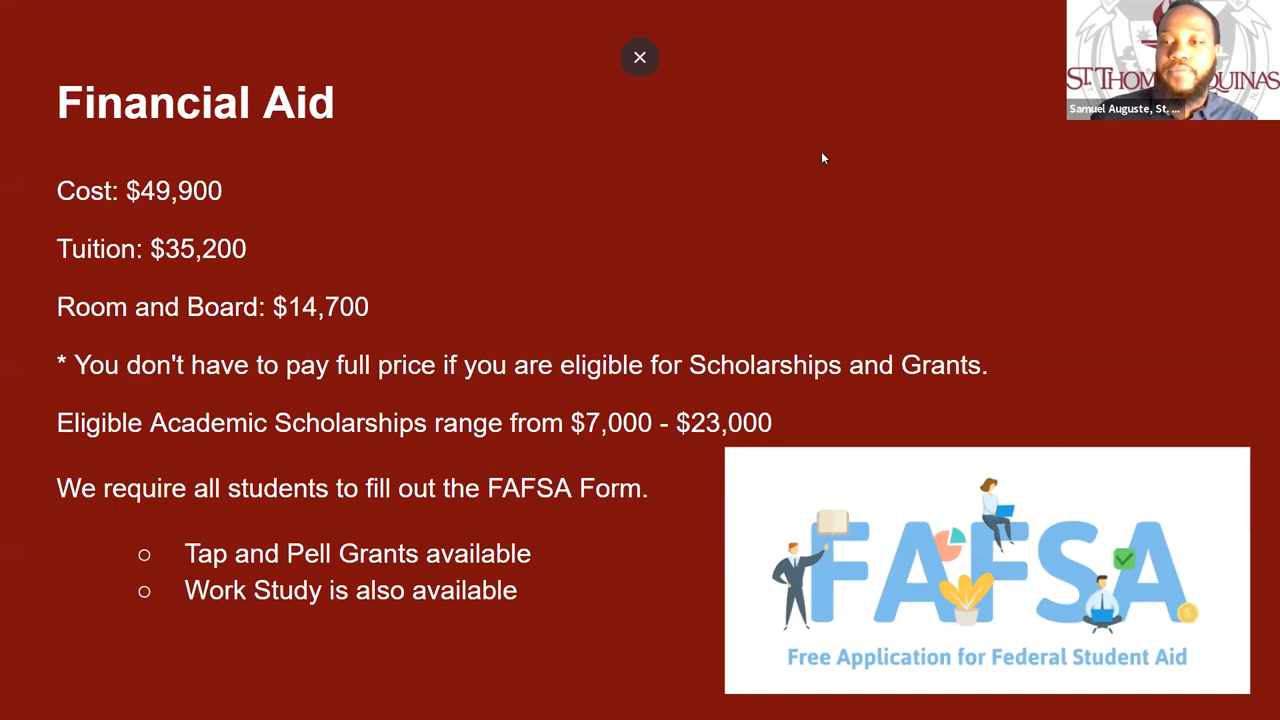 Financial Aid
Cost: $49,900
Tuition: $35,200
Room and Board: $14,700
* You don't have to pay full price if you are eligible for Scholarships and Grants.
Eligible Academic Scholarships range from $7,000 - $23,000
We require all students to fill out the FAFSA Form.
○ Tap and Pell Grants available
○ Work Study is also available
FAFSA
Free Application for Federal Student Aid
ST. THOM QUINAS
Samuel Auguste, St. ...